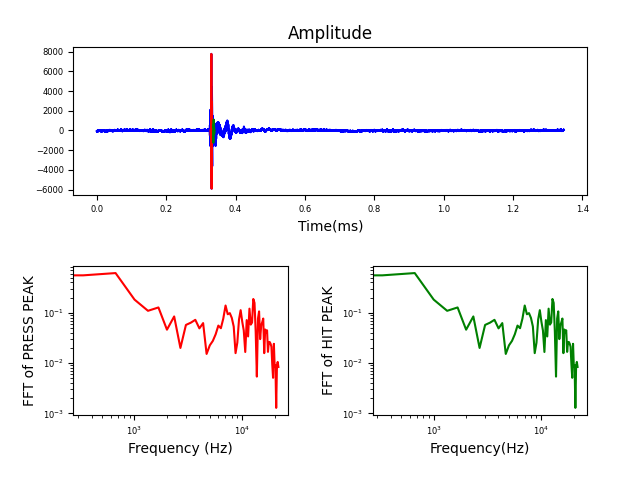 Amplitude
8000
6000
4000
2000
0
−2000
−4000
−6000
0.0 0.2 0.4 0.6 0.8 1.0 1.2 1.4
Time(ms)
FFT of PRESS PEAK
10⁻¹
10⁻²
10⁻³
10³ 10⁴
Frequency (Hz)
FFT of HIT PEAK
10⁻¹
10⁻²
10⁻³
10³ 10⁴
Frequency(Hz)